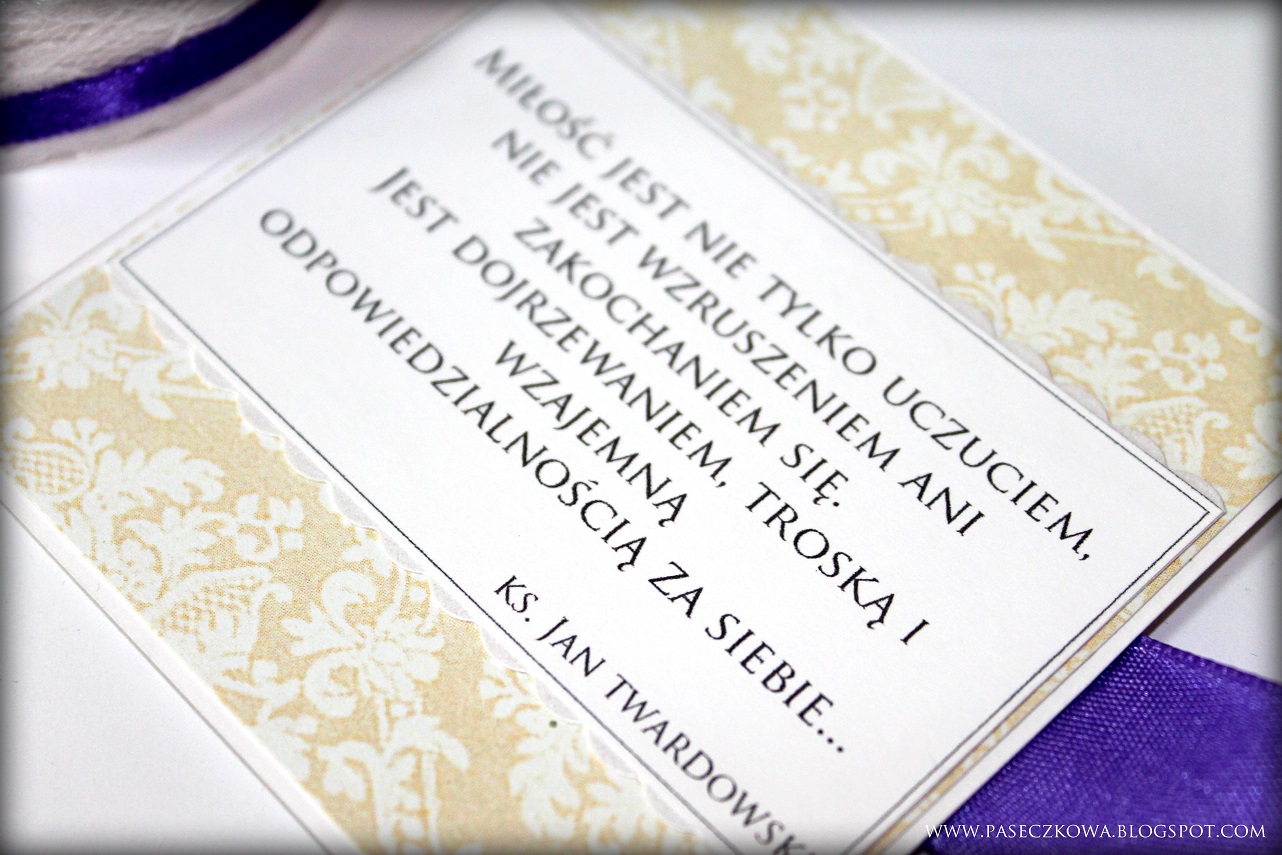 MIŁOŚĆ JEST NIE TYLKO UCZUCIEM,
NIE JEST WZRUSZENIEM ANI
ZAKOCHANIEM SIĘ.
JEST DOJRZEWANIEM, TROSKĄ I
WZAJEMNĄ
ODPOWIEDZIALNOŚCIĄ ZA SIEBIE...
KS. JAN TWARDOWSK
WWW.PASECZKOWA.BLOGSPOT.COM